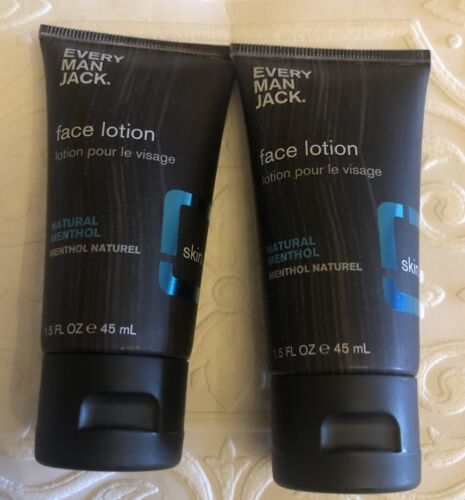 EVERY
MAN
JACK.
face lotion
lotion pour le visage
NATURAL
MENTHOL
MENTHOL NATUREL
skin
1.5 FL OZ e 45 mL
EVERY
MAN
JACK.
face lotion
lotion pour le visage
NATURAL
MENTHOL
MENTHOL NATUREL
skin
1.5 FL OZ e 45 mL